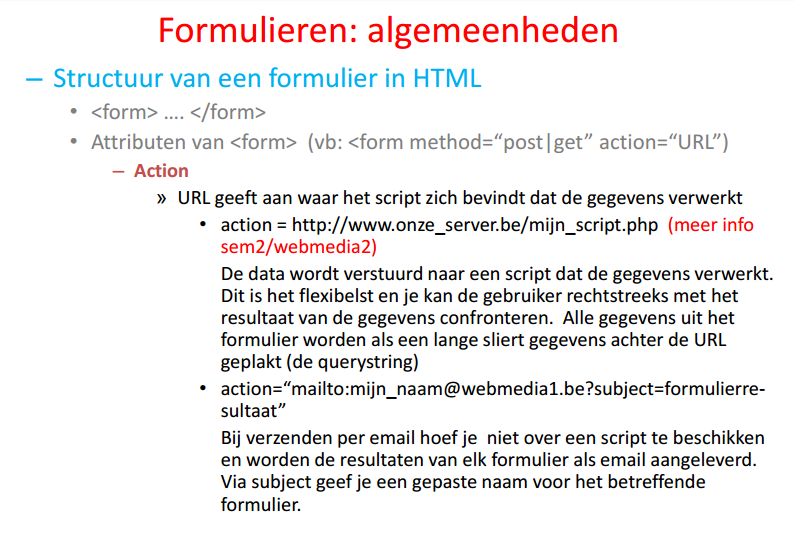 Formulieren: algemeenheden
– Structuur van een formulier in HTML
• <form> .... </form>
• Attributen van <form> (vb: <form method=“post|get” action=“URL”)
– Action
» URL geeft aan waar het script zich bevindt dat de gegevens verwerkt
• action = http://www.onze_server.be/mijn_script.php (meer info
sem2/webmedia2)
De data wordt verstuurd naar een script dat de gegevens verwerkt.
Dit is het flexibelst en je kan de gebruiker rechtstreeks met het
resultaat van de gegevens confronteren. Alle gegevens uit het
formulier worden als een lange sliert gegevens achter de URL
geplakt (de querystring)
• action=“mailto:mijn_naam@webmedia1.be?subject=formulierre-
sultaat”
Bij verzenden per email hoef je niet over een script te beschikken
en worden de resultaten van elk formulier als email aangeleverd.
Via subject geef je een gepaste naam voor het betreffende
formulier.